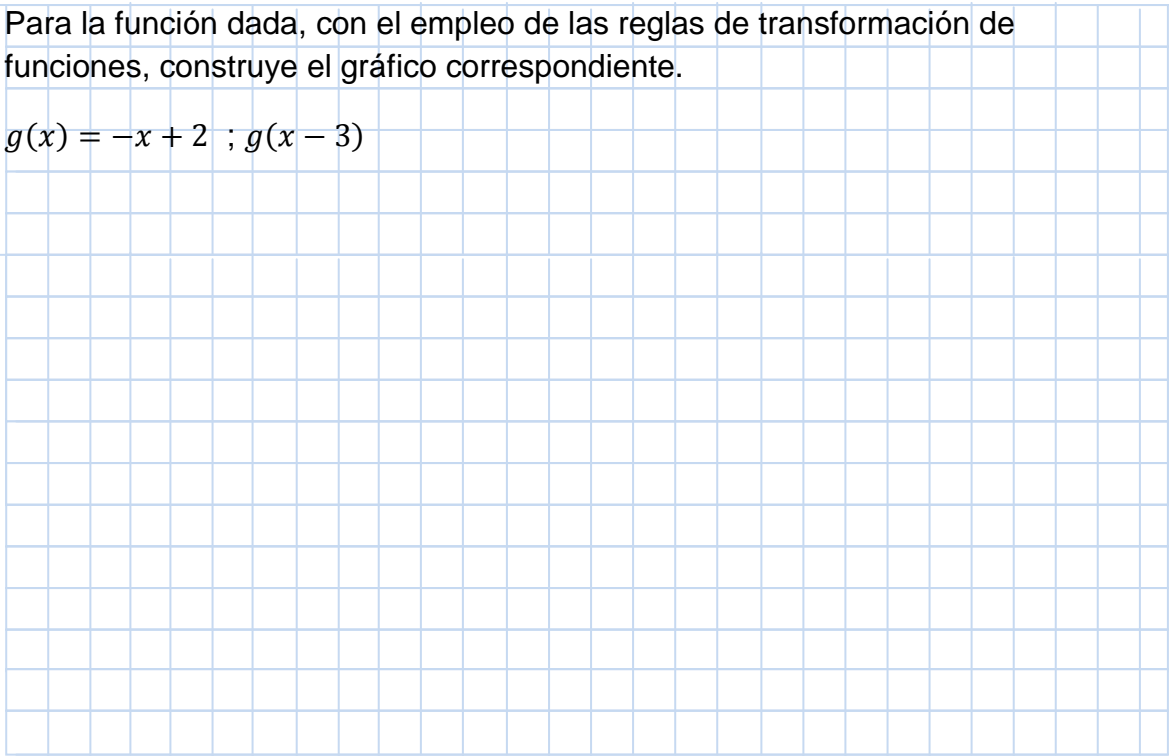 Para la función dada, con el empleo de las reglas de transformación de
funciones, construye el gráfico correspondiente.
g(x) = −x + 2 ; g(x − 3)